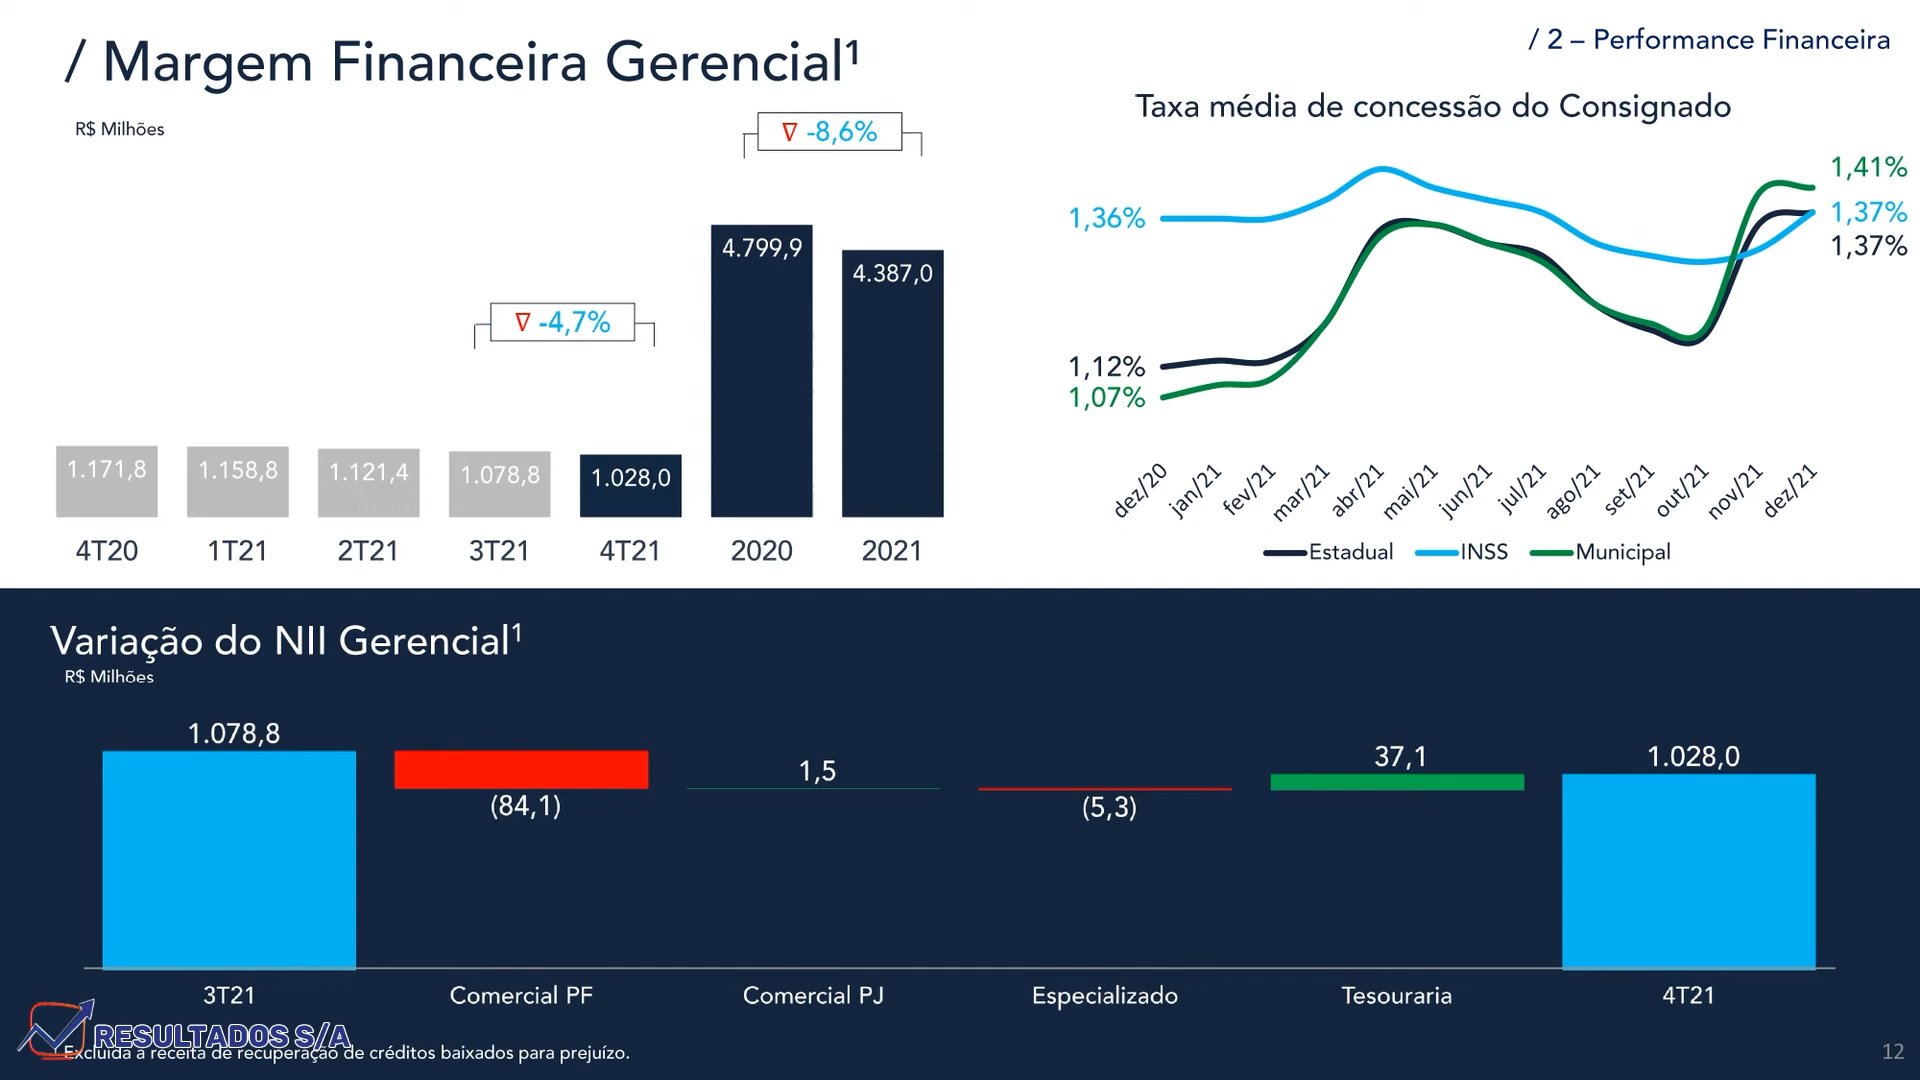 / Margem Financeira Gerencial¹
/ 2 – Performance Financeira
R$ Milhões
∇ -8,6%
∇ -4,7%
1.171,8
1.158,8
1.121,4
1.078,8
1.028,0
4.799,9
4.387,0
4T20
1T21
2T21
3T21
4T21
2020
2021
Taxa média de concessão do Consignado
1,36%
1,12%
1,07%
1,41%
1,37%
1,37%
dez/20
jan/21
fev/21
mar/21
abr/21
mai/21
jun/21
jul/21
ago/21
set/21
out/21
nov/21
dez/21
Estadual
INSS
Municipal
Variação do NII Gerencial¹
R$ Milhões
1.078,8
(84,1)
1,5
(5,3)
37,1
1.028,0
3T21
Comercial PF
Comercial PJ
Especializado
Tesouraria
4T21
RESULTADOS S/A
¹ Excluída a receita de recuperação de créditos baixados para prejuízo.
12